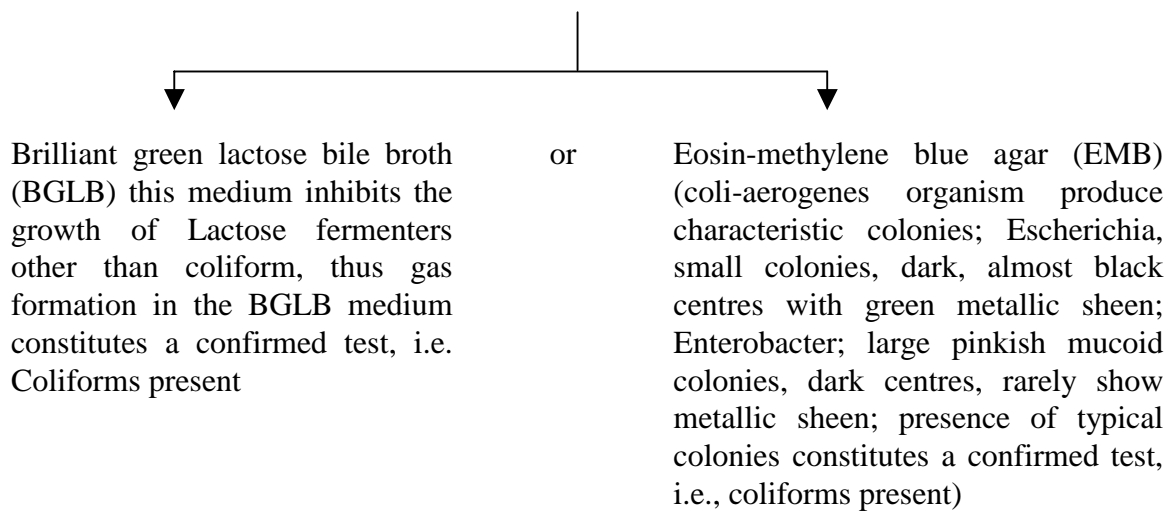 Brilliant green lactose bile broth
(BGLB) this medium inhibits the
growth of Lactose fermenters
other than coliform, thus gas
formation in the BGLB medium
constitutes a confirmed test, i.e.
Coliforms present
or
Eosin-methylene blue agar (EMB)
(coli-aerogenes organism produce
characteristic colonies; Escherichia,
small colonies, dark, almost black
centres with green metallic sheen;
Enterobacter; large pinkish mucoid
colonies, dark centres, rarely show
metallic sheen; presence of typical
colonies constitutes a confirmed test,
i.e., coliforms present)